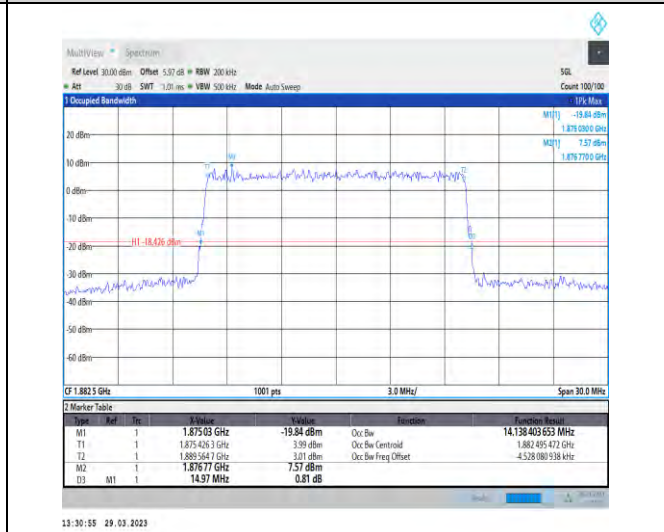 MultiView Spectrum
Ref Level 30.00 dBm Offset 5.97 dB RBW 200 kHz SGL
Att 30 dB SWT 1.01 ms VBW 500 kHz Mode Auto Sweep Count 100/100
1 Occupied Bandwidth 1Pk Max
M1[1] -19.84 dBm
1.875 030 0 GHz
20 dBm
M2[1] 7.57 dBm
1.876 770 0 GHz
M2
T1
T2
10 dBm
0 dBm
-10 dBm
M1
D3
H1 -18.426 dBm
-20 dBm
-30 dBm
-40 dBm
-50 dBm
-60 dBm
CF 1.882 5 GHz 1001 pts 3.0 MHz/ Span 30.0 MHz
2 Marker Table
Type Ref Trc X-Value Y-Value Function Function Result
M1 1 1.875 03 GHz -19.84 dBm Occ Bw 14.138 403 653 MHz
T1 1 1.875 426 3 GHz 3.99 dBm Occ Bw Centroid 1.882 495 472 GHz
T2 1 1.889 564 7 GHz 3.01 dBm Occ Bw Freq Offset -4.528 080 938 kHz
M2 1 1.876 77 GHz 7.57 dBm
D3 M1 1 14.97 MHz 0.81 dB
13:30:55 29.03.2023